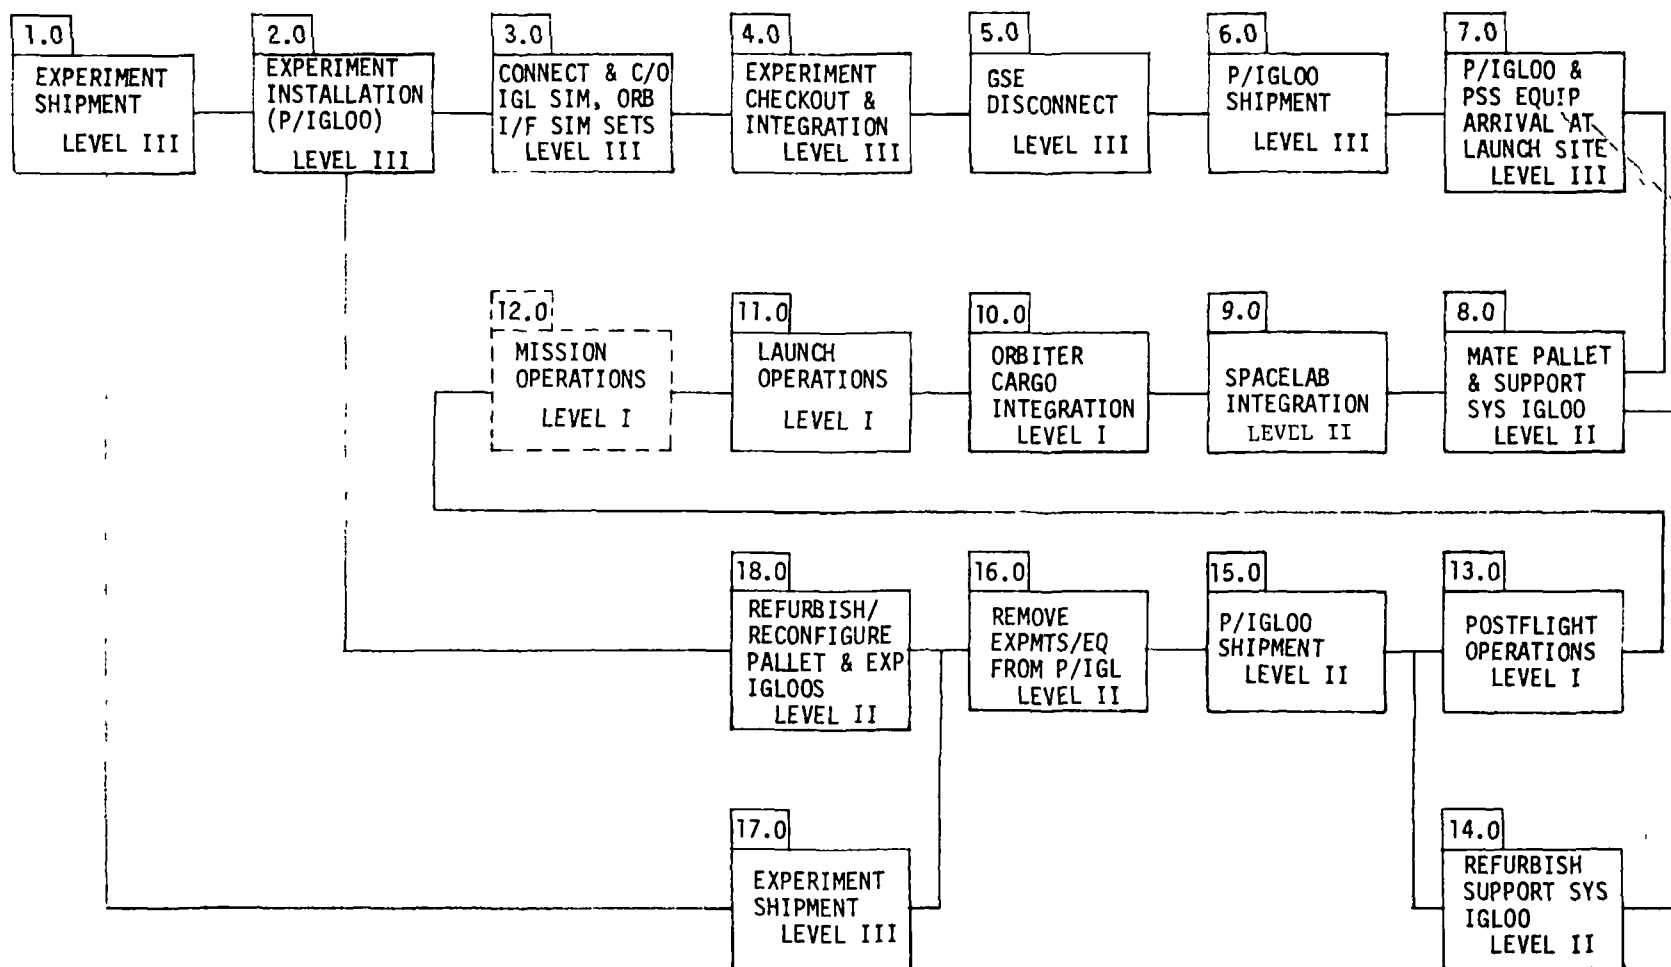 1.0
EXPERIMENT
SHIPMENT
LEVEL III
2.0
EXPERIMENT
INSTALLATION
(P/IGLOO)
LEVEL III
3.0
CONNECT & C/O
IGL SIM, ORB
I/F SIM SETS
LEVEL III
4.0
EXPERIMENT
CHECKOUT &
INTEGRATION
LEVEL III
5.0
GSE
DISCONNECT
LEVEL III
6.0
P/IGLOO
SHIPMENT
LEVEL III
7.0
P/IGLOO &
PSS EQUIP
ARRIVAL AT
LAUNCH SITE
LEVEL III
12.0
MISSION
OPERATIONS
LEVEL I
11.0
LAUNCH
OPERATIONS
LEVEL I
10.0
ORBITER
CARGO
INTEGRATION
LEVEL I
9.0
SPACELAB
INTEGRATION
LEVEL II
8.0
MATE PALLET
& SUPPORT
SYS IGLOO
LEVEL II
18.0
REFURBISH/
RECONFIGURE
PALLET & EXP
IGLOOS
LEVEL II
16.0
REMOVE
EXPMTS/EQ
FROM P/IGL
LEVEL II
15.0
P/IGLOO
SHIPMENT
LEVEL II
13.0
POSTFLIGHT
OPERATIONS
LEVEL I
17.0
EXPERIMENT
SHIPMENT
LEVEL III
14.0
REFURBISH
SUPPORT SYS
IGLOO
LEVEL II